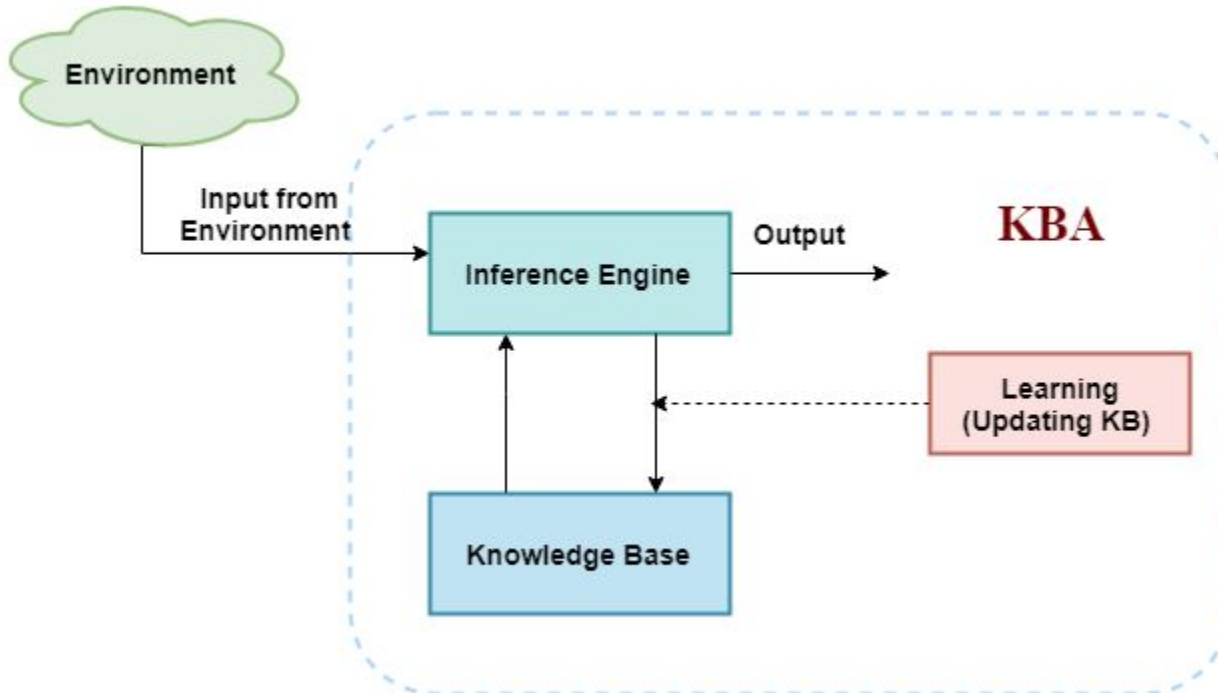 Environment
Input from
Environment
Inference Engine
Output
KBA
Learning
(Updating KB)
Knowledge Base